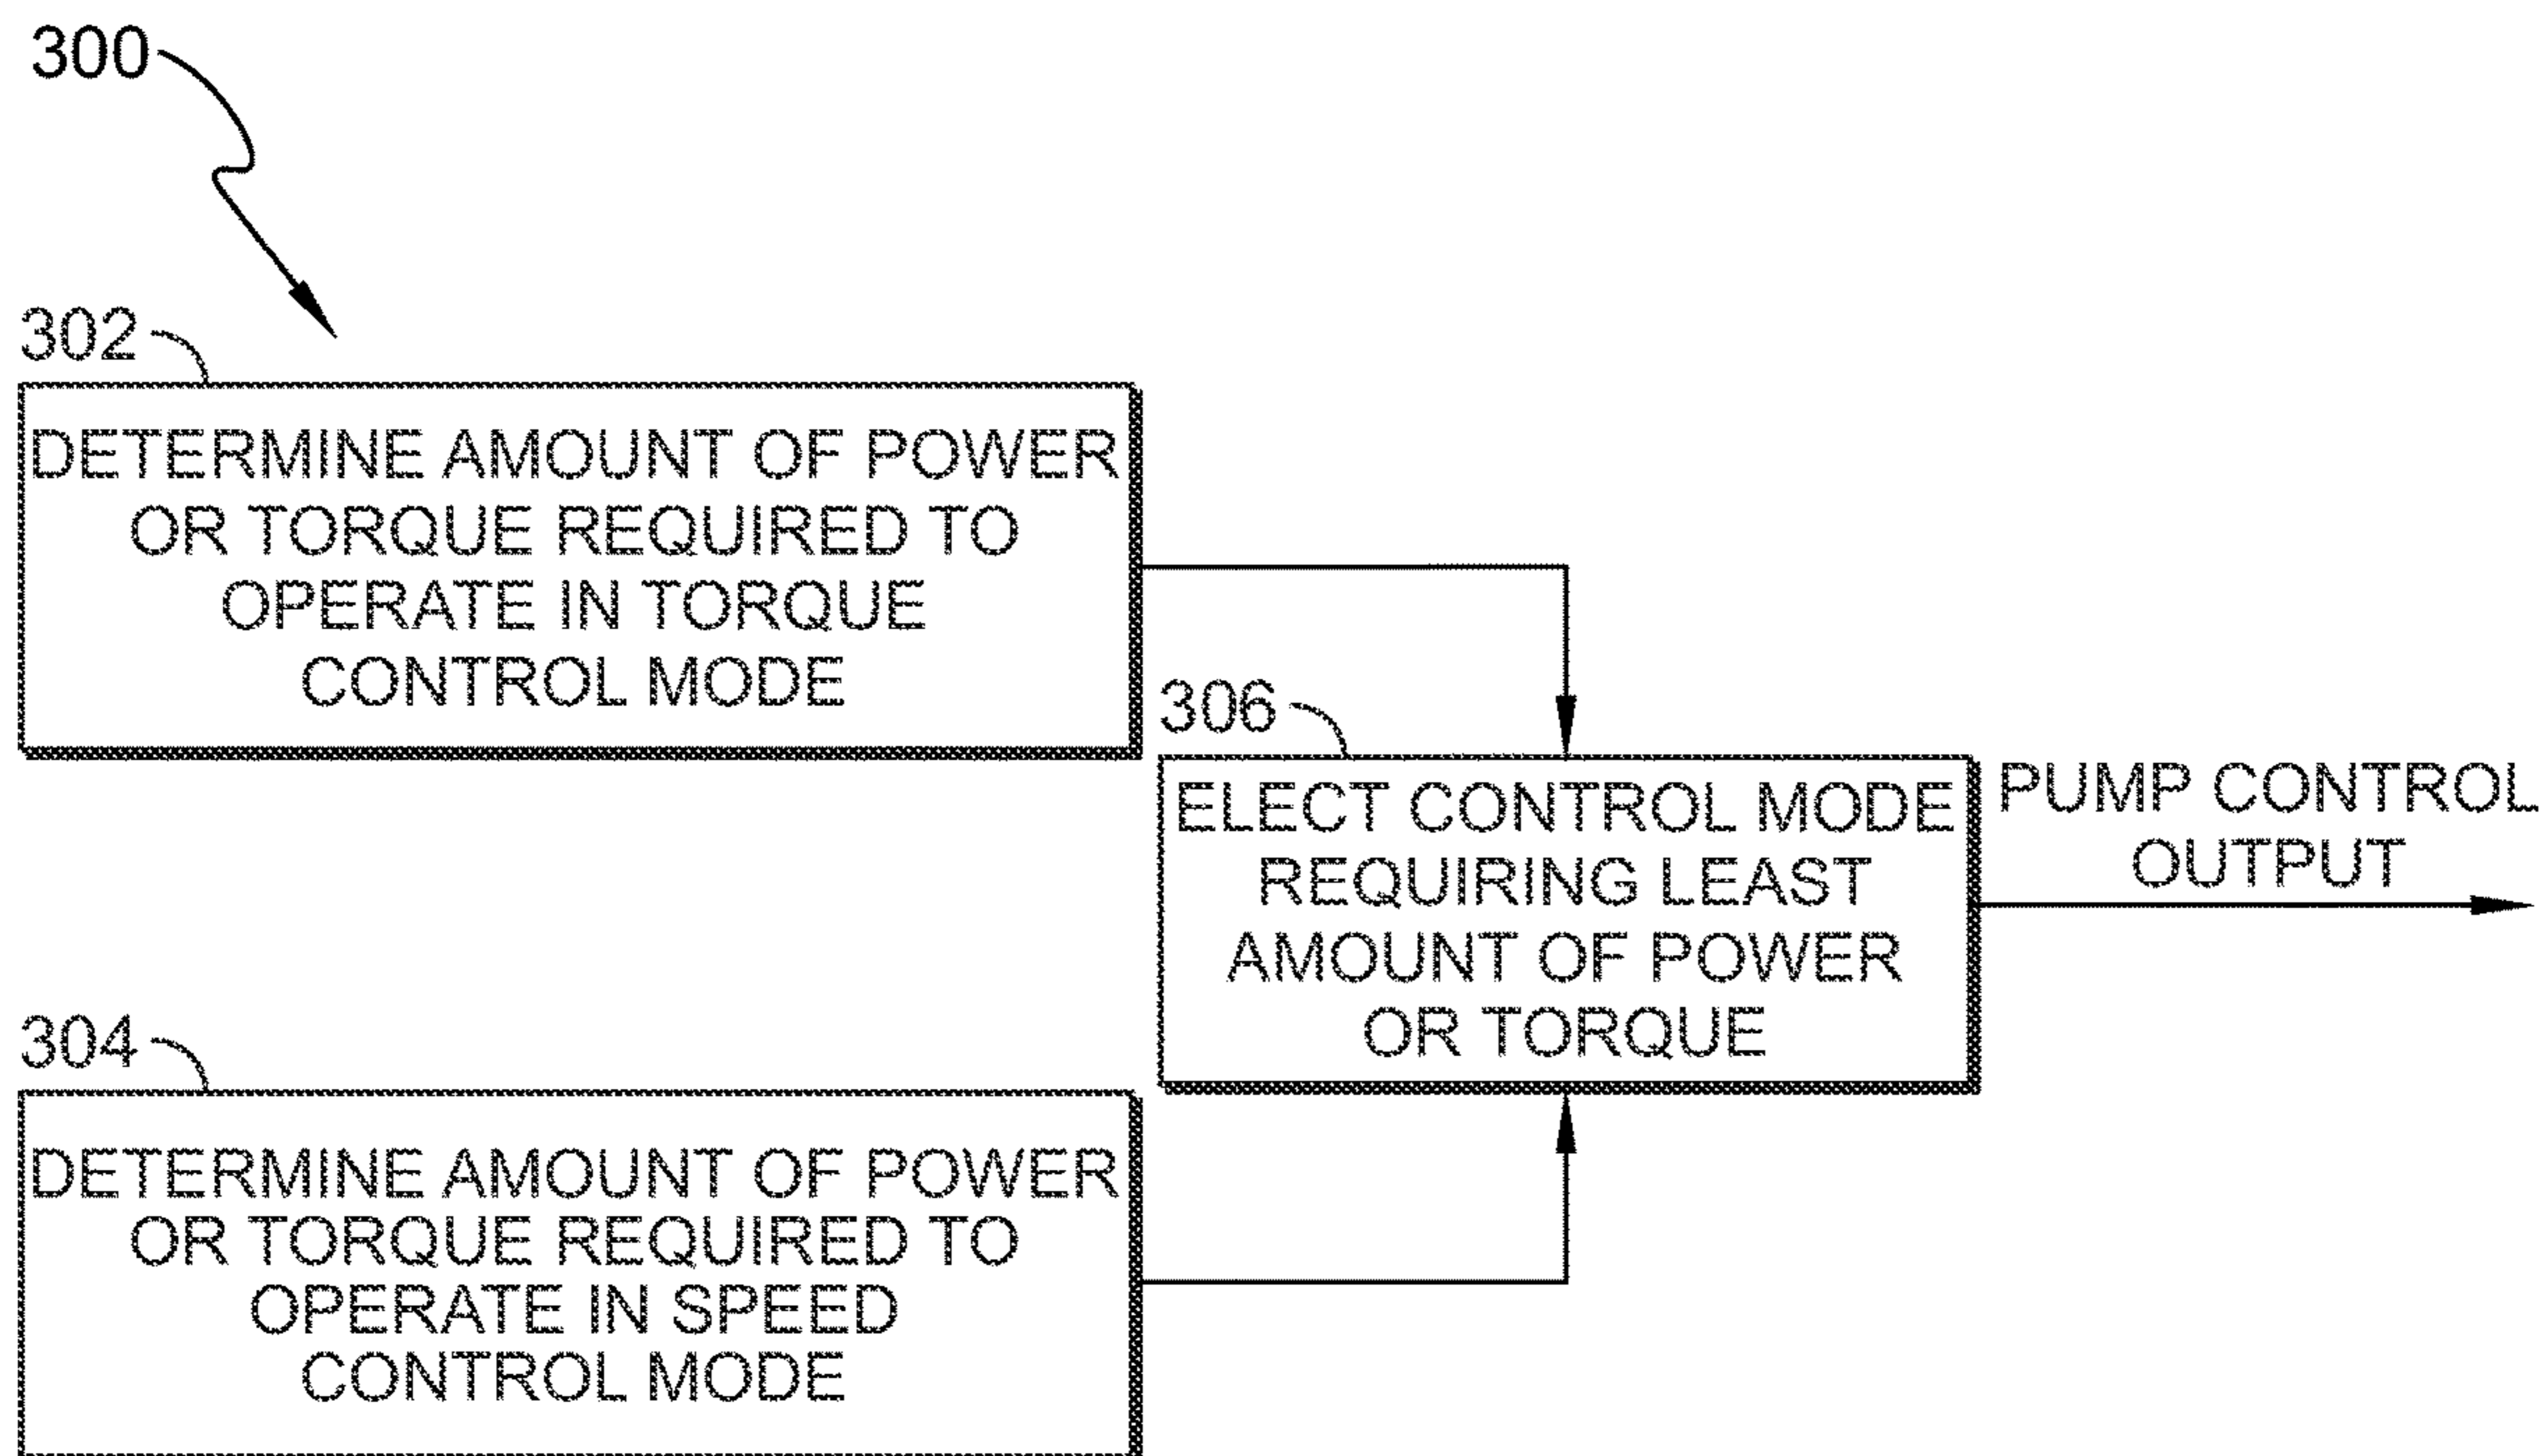 300
302
DETERMINE AMOUNT OF POWER
OR TORQUE REQUIRED TO
OPERATE IN TORQUE
CONTROL MODE
306
ELECT CONTROL MODE
REQUIRING LEAST
AMOUNT OF POWER
OR TORQUE
PUMP CONTROL
OUTPUT
304
DETERMINE AMOUNT OF POWER
OR TORQUE REQUIRED TO
OPERATE IN SPEED
CONTROL MODE